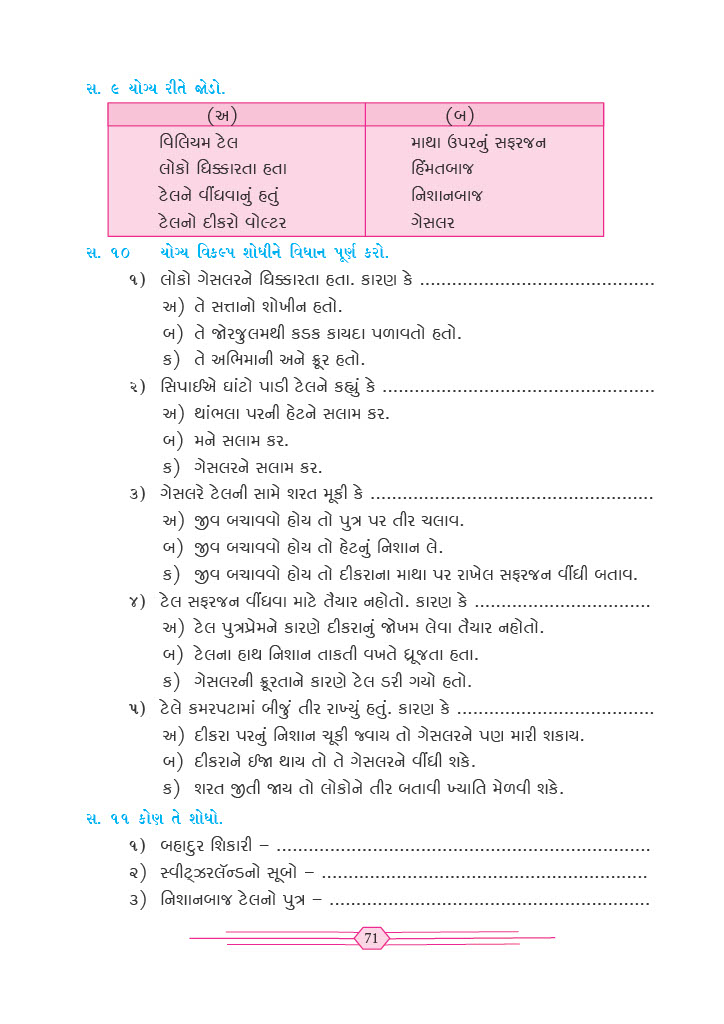 સ. ૯ યોગ્ય રીતે જોડો.
(અ) (બ)
વિલિયમ ટેલ માથા ઉપરનું સફરજન
લોકો ધિક્કારતા હતા હિંમતબાજ
ટેલને વીંધવાનું હતું નિશાનબાજ
ટેલનો દીકરો વોલ્ટર ગેસલર
સ. ૧૦ યોગ્ય વિકલ્પ શોધીને વિધાન પૂર્ણ કરો.
૧) લોકો ગેસલરને ધિક્કારતા હતા. કારણ કે ............................................
અ) તે સત્તાનો શોખીન હતો.
બ) તે જોરજુલમથી કડક કાયદા પળાવતો હતો.
ક) તે અભિમાની અને ક્રૂર હતો.
૨) સિપાઈએ ઘાંટો પાડી ટેલને કહ્યું કે ...................................................
અ) થાંભલા પરની હેટને સલામ કર.
બ) મને સલામ કર.
ક) ગેસલરને સલામ કર.
૩) ગેસલરે ટેલની સામે શરત મૂકી કે .....................................................
અ) જીવ બચાવવો હોય તો પુત્ર પર તીર ચલાવ.
બ) જીવ બચાવવો હોય તો હેટનું નિશાન લે.
ક) જીવ બચાવવો હોય તો દીકરાના માથા પર રાખેલ સફરજન વીંધી બતાવ.
૪) ટેલ સફરજન વીંધવા માટે તૈયાર નહોતો. કારણ કે .................................
અ) ટેલ પુત્રપ્રેમને કારણે દીકરાનું જોખમ લેવા તૈયાર નહોતો.
બ) ટેલના હાથ નિશાન તાકતી વખતે ધ્રૂજતા હતા.
ક) ગેસલરની ક્રૂરતાને કારણે ટેલ ડરી ગયો હતો.
૫) ટેલે કમરપટામાં બીજું તીર રાખ્યું હતું. કારણ કે .....................................
અ) દીકરા પરનું નિશાન ચૂકી જવાય તો ગેસલરને પણ મારી શકાય.
બ) દીકરાને ઈજા થાય તો તે ગેસલરને વીંધી શકે.
ક) શરત જીતી જાય તો લોકોને તીર બતાવી ખ્યાતિ મેળવી શકે.
સ. ૧૧ કોણ તે શોધો.
૧) બહાદુર શિકારી – ......................................................................
૨) સ્વીટ્ઝરલૅન્ડનો સૂબો – .............................................................
૩) નિશાનબાજ ટેલનો પુત્ર – ............................................................
71